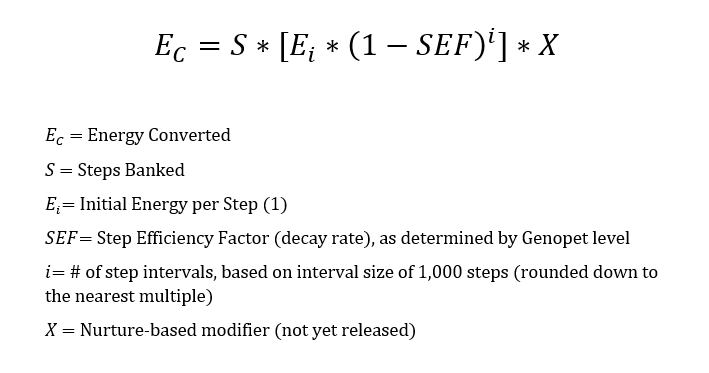 E_C = S * [E_i * (1 − SEF)^i] * X
E_C = Energy Converted
S = Steps Banked
E_i= Initial Energy per Step (1)
SEF= Step Efficiency Factor (decay rate), as determined by Genopet level
i= # of step intervals, based on interval size of 1,000 steps (rounded down to
the nearest multiple)
X = Nurture-based modifier (not yet released)